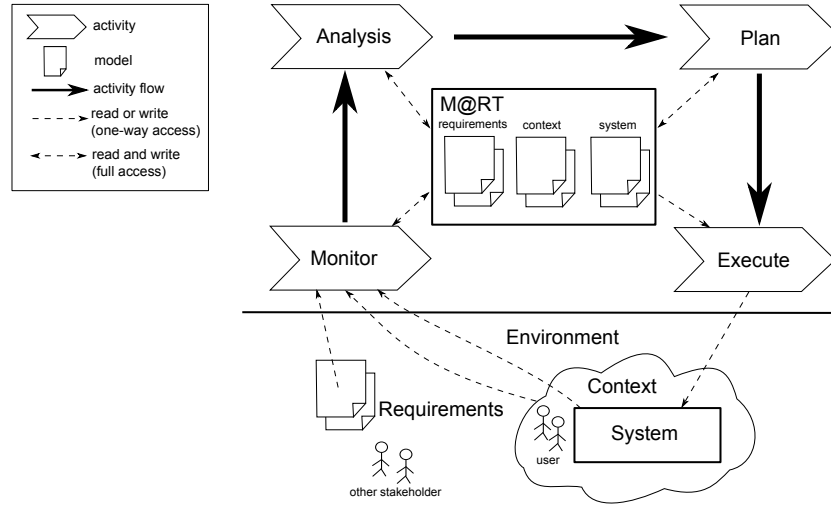 activity
model
activity flow
read or write
(one-way access)
read and write
(full access)
Analysis
Plan
M@RT
requirements
context
system
Monitor
Execute
Environment
Context
Requirements
System
user
other stakeholder